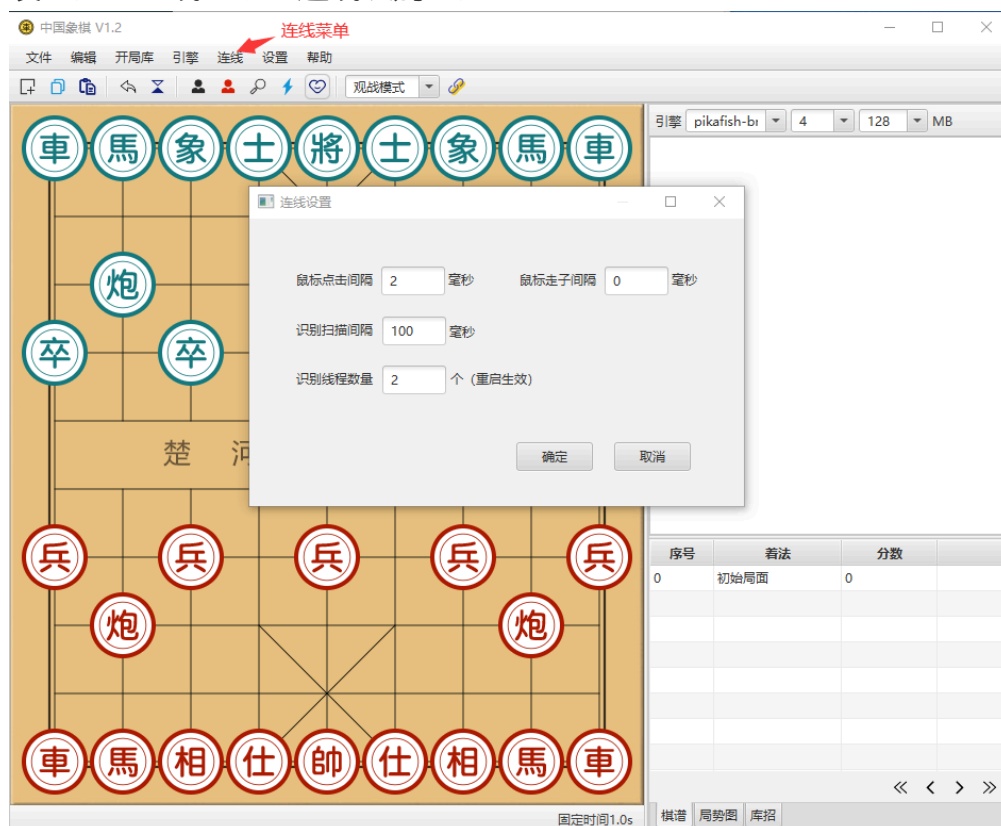 中国象棋 V1.2
连线菜单
文件 编辑 开局库 引擎 连线 设置 帮助
观战模式
引擎 pikafish-br 4 128 MB
車 馬 象 士 將 士 象 馬 車
连线设置
鼠标点击间隔 2 毫秒 鼠标走子间隔 0 毫秒
炮
识别扫描间隔 100 毫秒
卒 卒
识别线程数量 2 个（重启生效）
楚 河
确定 取消
兵 兵 兵 兵 兵
序号 着法 分数
0 初始局面 0
炮 炮
車 馬 相 仕 帥 仕 相 馬 車
固定时间1.0s
棋谱 局势图 库招